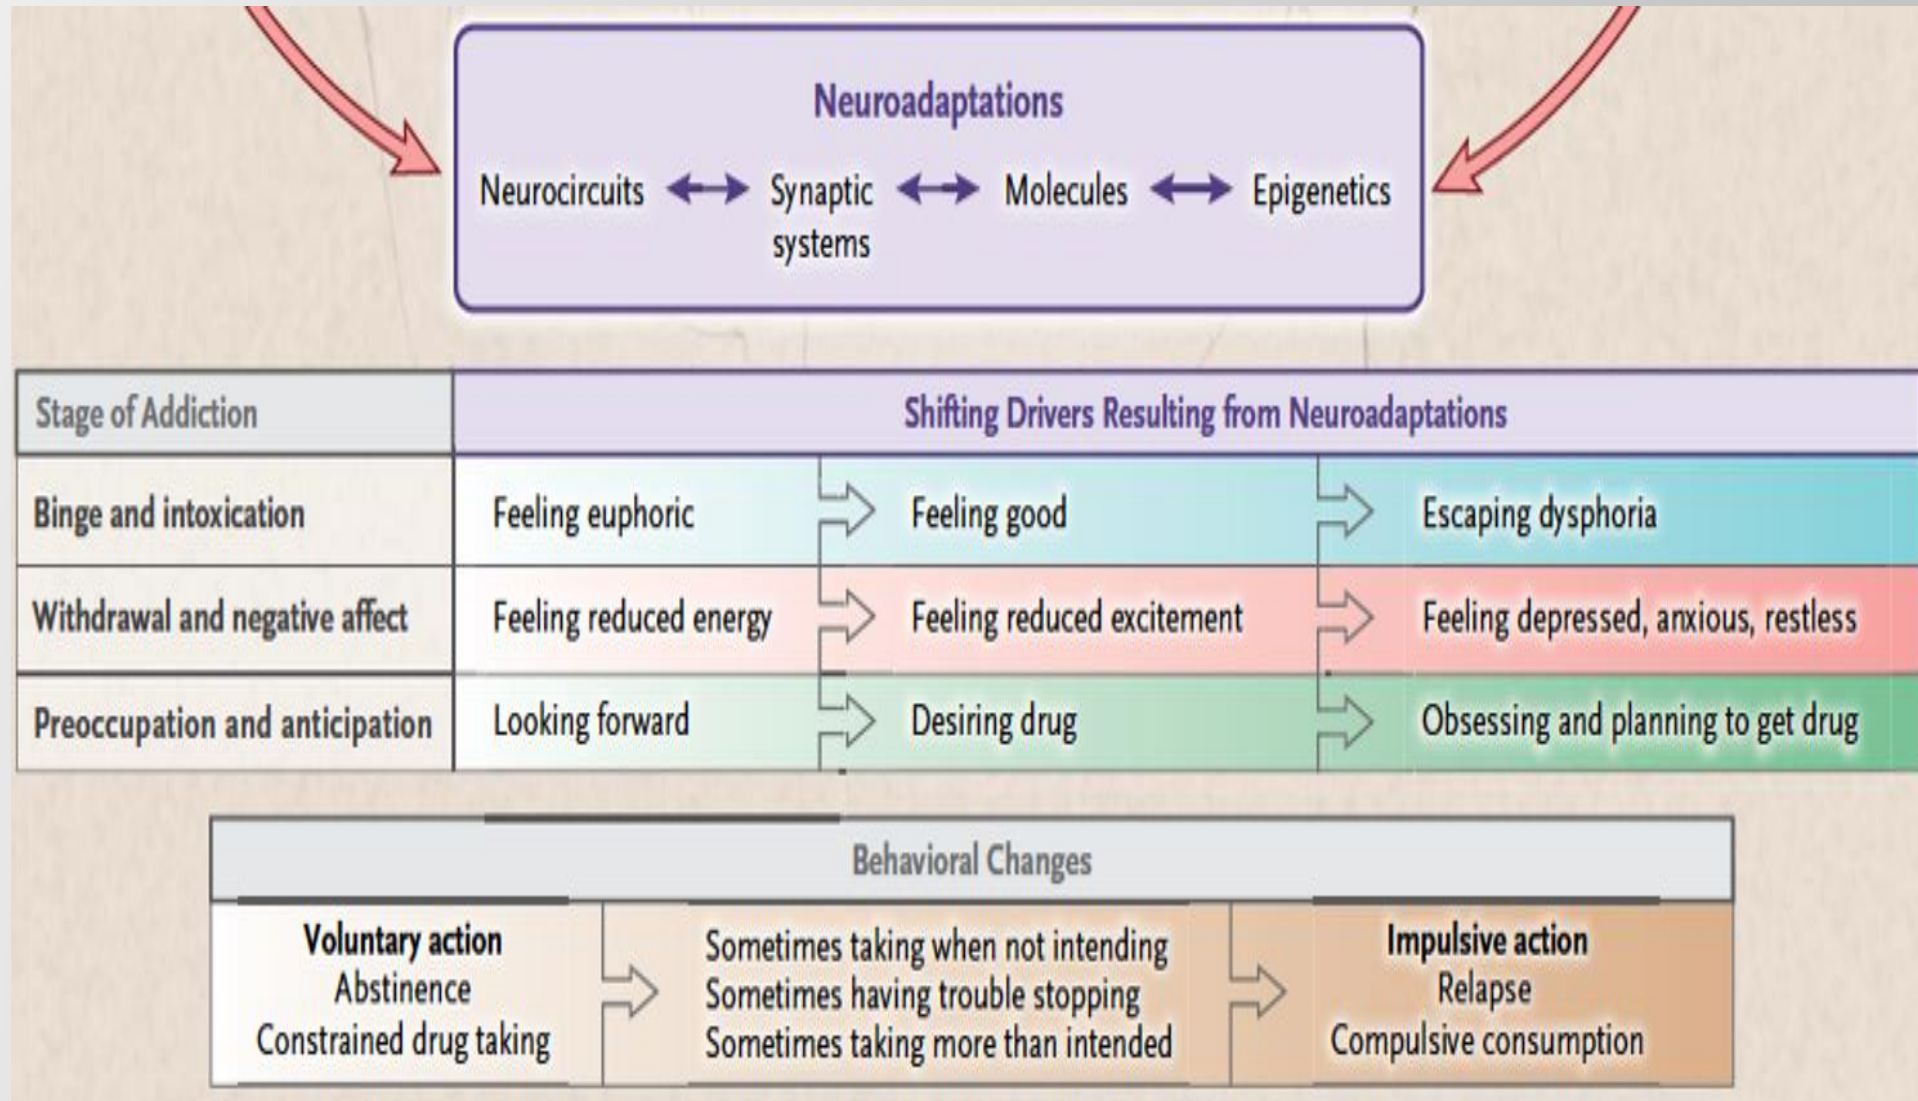 Neuroadaptations
Neurocircuits Synaptic Molecules Epigenetics
systems
Stage of Addiction Shifting Drivers Resulting from Neuroadaptations
Binge and intoxication Feeling euphoric Feeling good Escaping dysphoria
Withdrawal and negative affect Feeling reduced energy Feeling reduced excitement Feeling depressed, anxious, restless
Preoccupation and anticipation Looking forward Desiring drug Obsessing and planning to get drug
Behavioral Changes
Voluntary action
Abstinence
Constrained drug taking
Sometimes taking when not intending
Sometimes having trouble stopping
Sometimes taking more than intended
Impulsive action
Relapse
Compulsive consumption